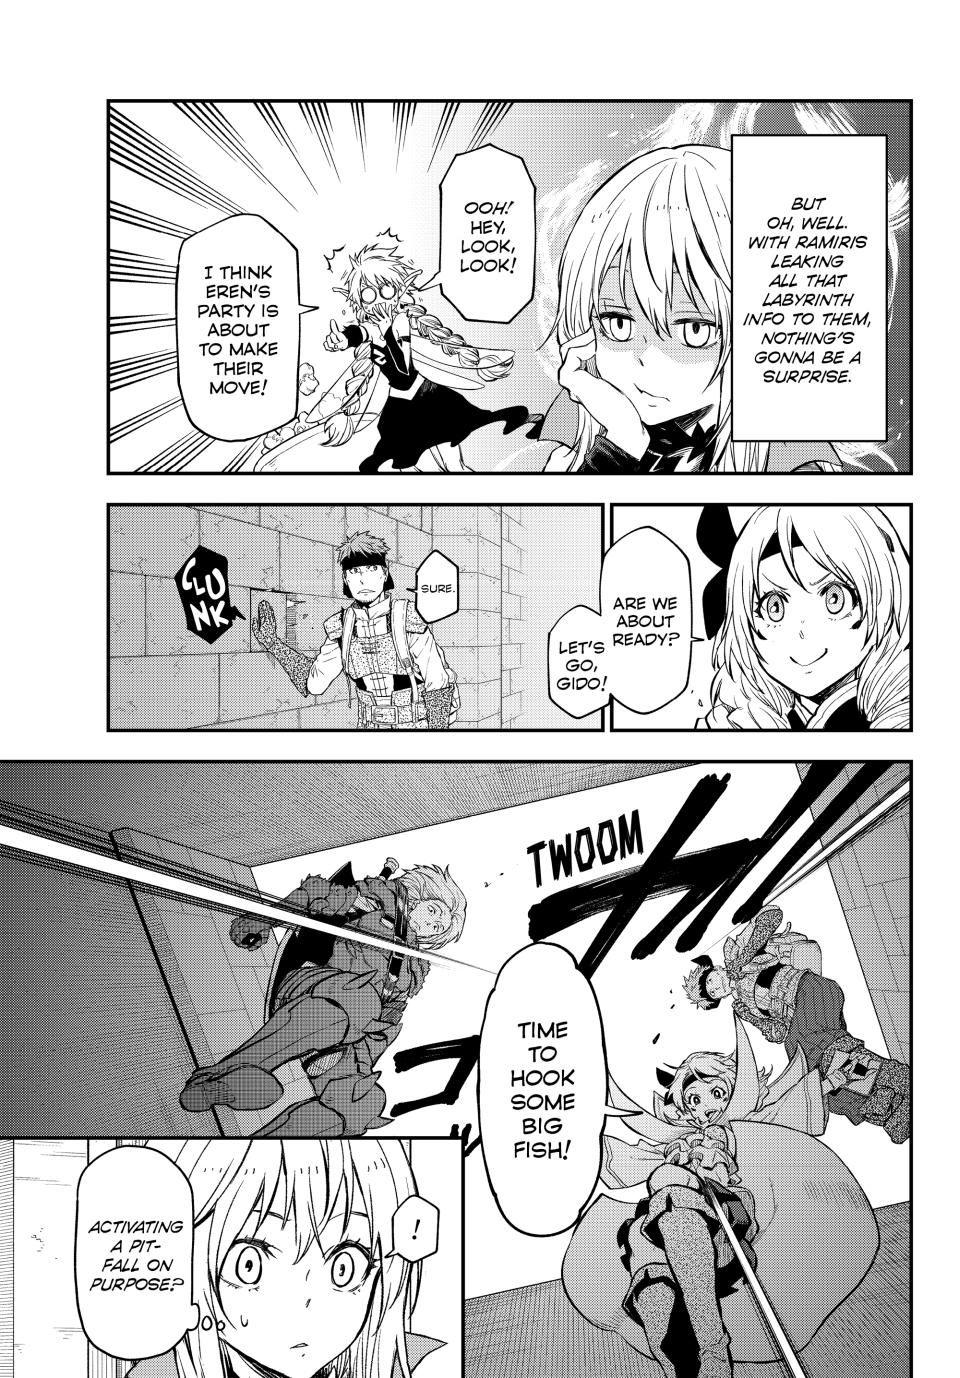 BUT
OH, WELL.
WITH RAMIRIS
LEAKING
ALL THAT
LABYRINTH
INFO TO THEM,
NOTHING'S
GONNA BE A
SURPRISE.
OOH!
HEY,
LOOK,
LOOK!
I THINK
EREN'S
PARTY IS
ABOUT
TO MAKE
THEIR
MOVE!
ARE WE
ABOUT
READY?
LET'S
GO,
GIDO!
SURE.
CLU
NK
TWOOM
TIME
TO
HOOK
SOME
BIG
FISH!
!
ACTIVATING
A PIT-
FALL ON
PURPOSE?